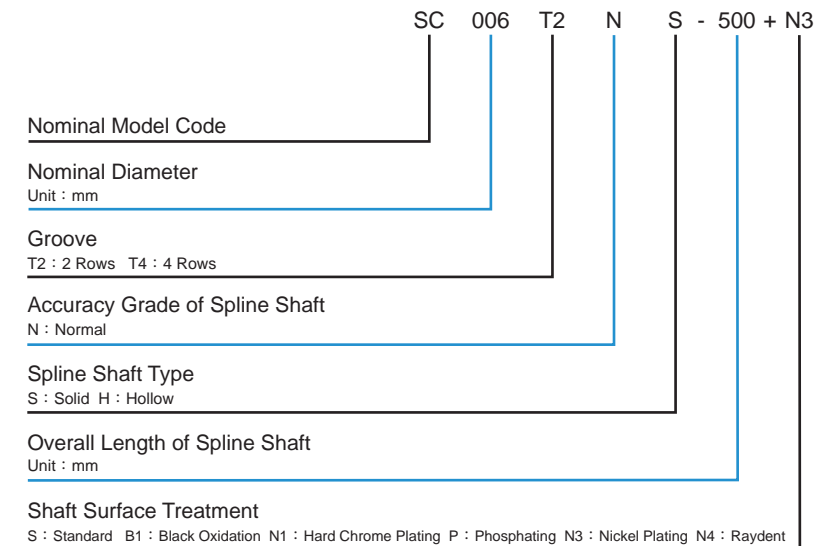 SC 006 T2 N S - 500 + N3
Nominal Model Code
Nominal Diameter
Unit：mm
Groove
T2：2 Rows T4：4 Rows
Accuracy Grade of Spline Shaft
N：Normal
Spline Shaft Type
S：Solid H：Hollow
Overall Length of Spline Shaft
Unit：mm
Shaft Surface Treatment
S：Standard B1：Black Oxidation N1：Hard Chrome Plating P：Phosphating N3：Nickel Plating N4：Raydent